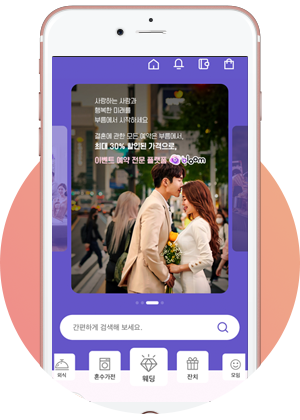 사랑하는 사람과
행복한 미래를
부름에서 시작하세요
결혼에 관한 모든 예약은 부름에서,
최대 30% 할인된 가격으로,
이벤트 예약 전문 플랫폼
간편하게 검색해 보세요.
외식 혼수가전 웨딩 잔치 모임